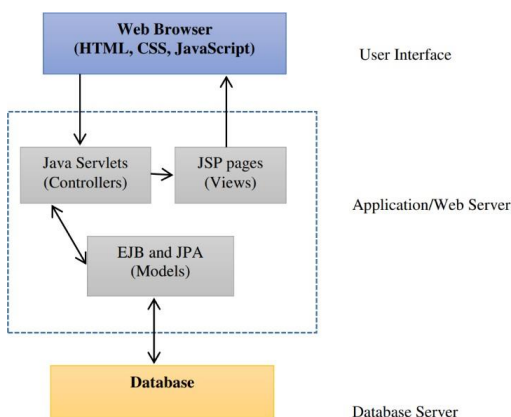 Web Browser
(HTML, CSS, JavaScript)
User Interface
Java Servlets
(Controllers)
JSP pages
(Views)
Application/Web Server
EJB and JPA
(Models)
Database
Database Server